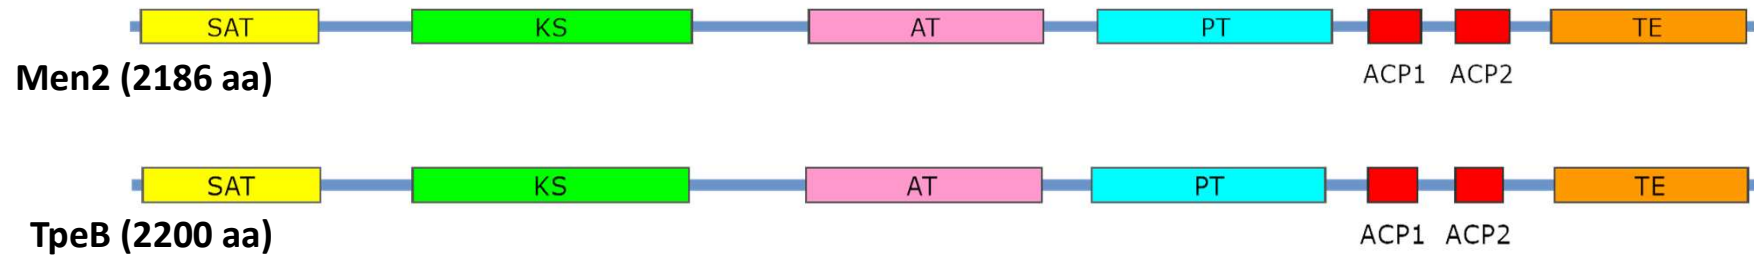 SAT KS AT PT TE
ACP1 ACP2
Men2 (2186 aa)
SAT KS AT PT TE
ACP1 ACP2
TpeB (2200 aa)